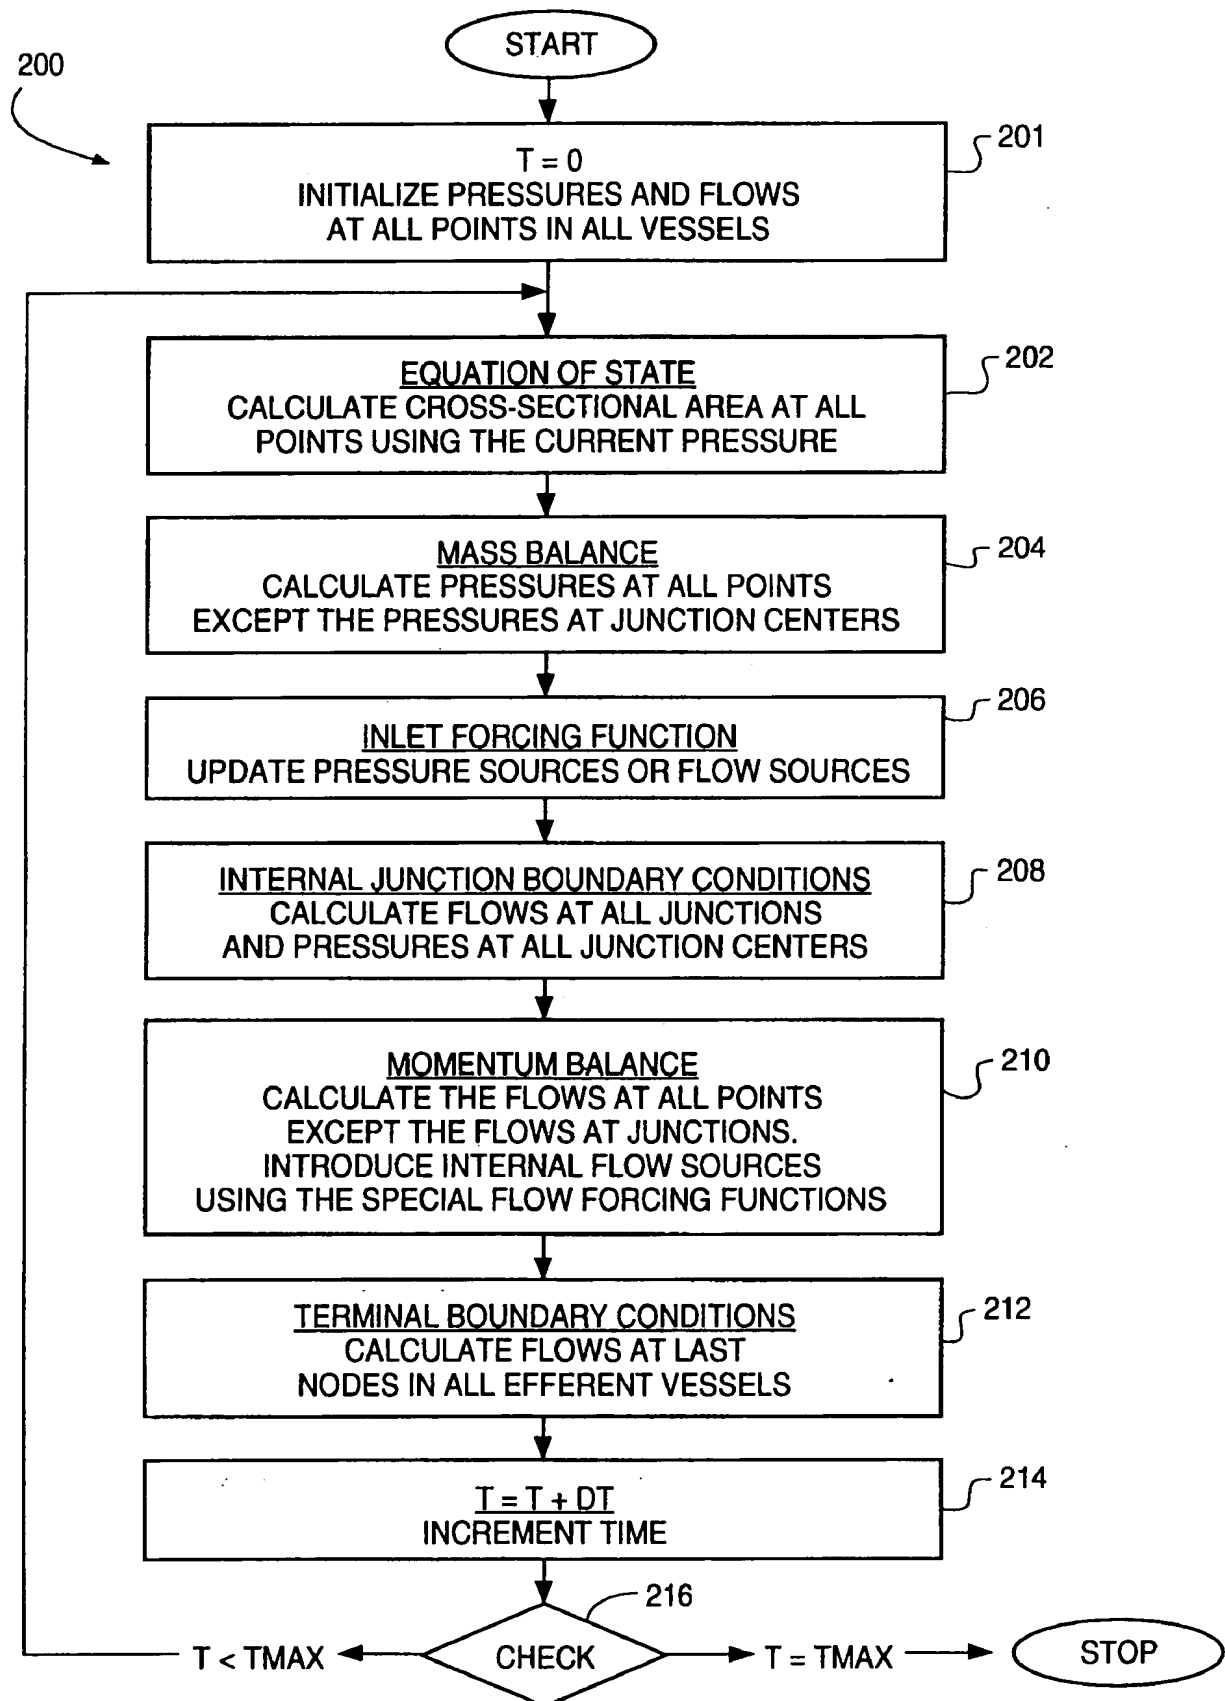 START
200
201
T = 0
INITIALIZE PRESSURES AND FLOWS
AT ALL POINTS IN ALL VESSELS
202
EQUATION OF STATE
CALCULATE CROSS-SECTIONAL AREA AT ALL
POINTS USING THE CURRENT PRESSURE
204
MASS BALANCE
CALCULATE PRESSURES AT ALL POINTS
EXCEPT THE PRESSURES AT JUNCTION CENTERS
206
INLET FORCING FUNCTION
UPDATE PRESSURE SOURCES OR FLOW SOURCES
208
INTERNAL JUNCTION BOUNDARY CONDITIONS
CALCULATE FLOWS AT ALL JUNCTIONS
AND PRESSURES AT ALL JUNCTION CENTERS
210
MOMENTUM BALANCE
CALCULATE THE FLOWS AT ALL POINTS
EXCEPT THE FLOWS AT JUNCTIONS.
INTRODUCE INTERNAL FLOW SOURCES
USING THE SPECIAL FLOW FORCING FUNCTIONS
212
TERMINAL BOUNDARY CONDITIONS
CALCULATE FLOWS AT LAST
NODES IN ALL EFFERENT VESSELS
214
T = T + DT
INCREMENT TIME
216
T < TMAX
CHECK
T = TMAX
STOP